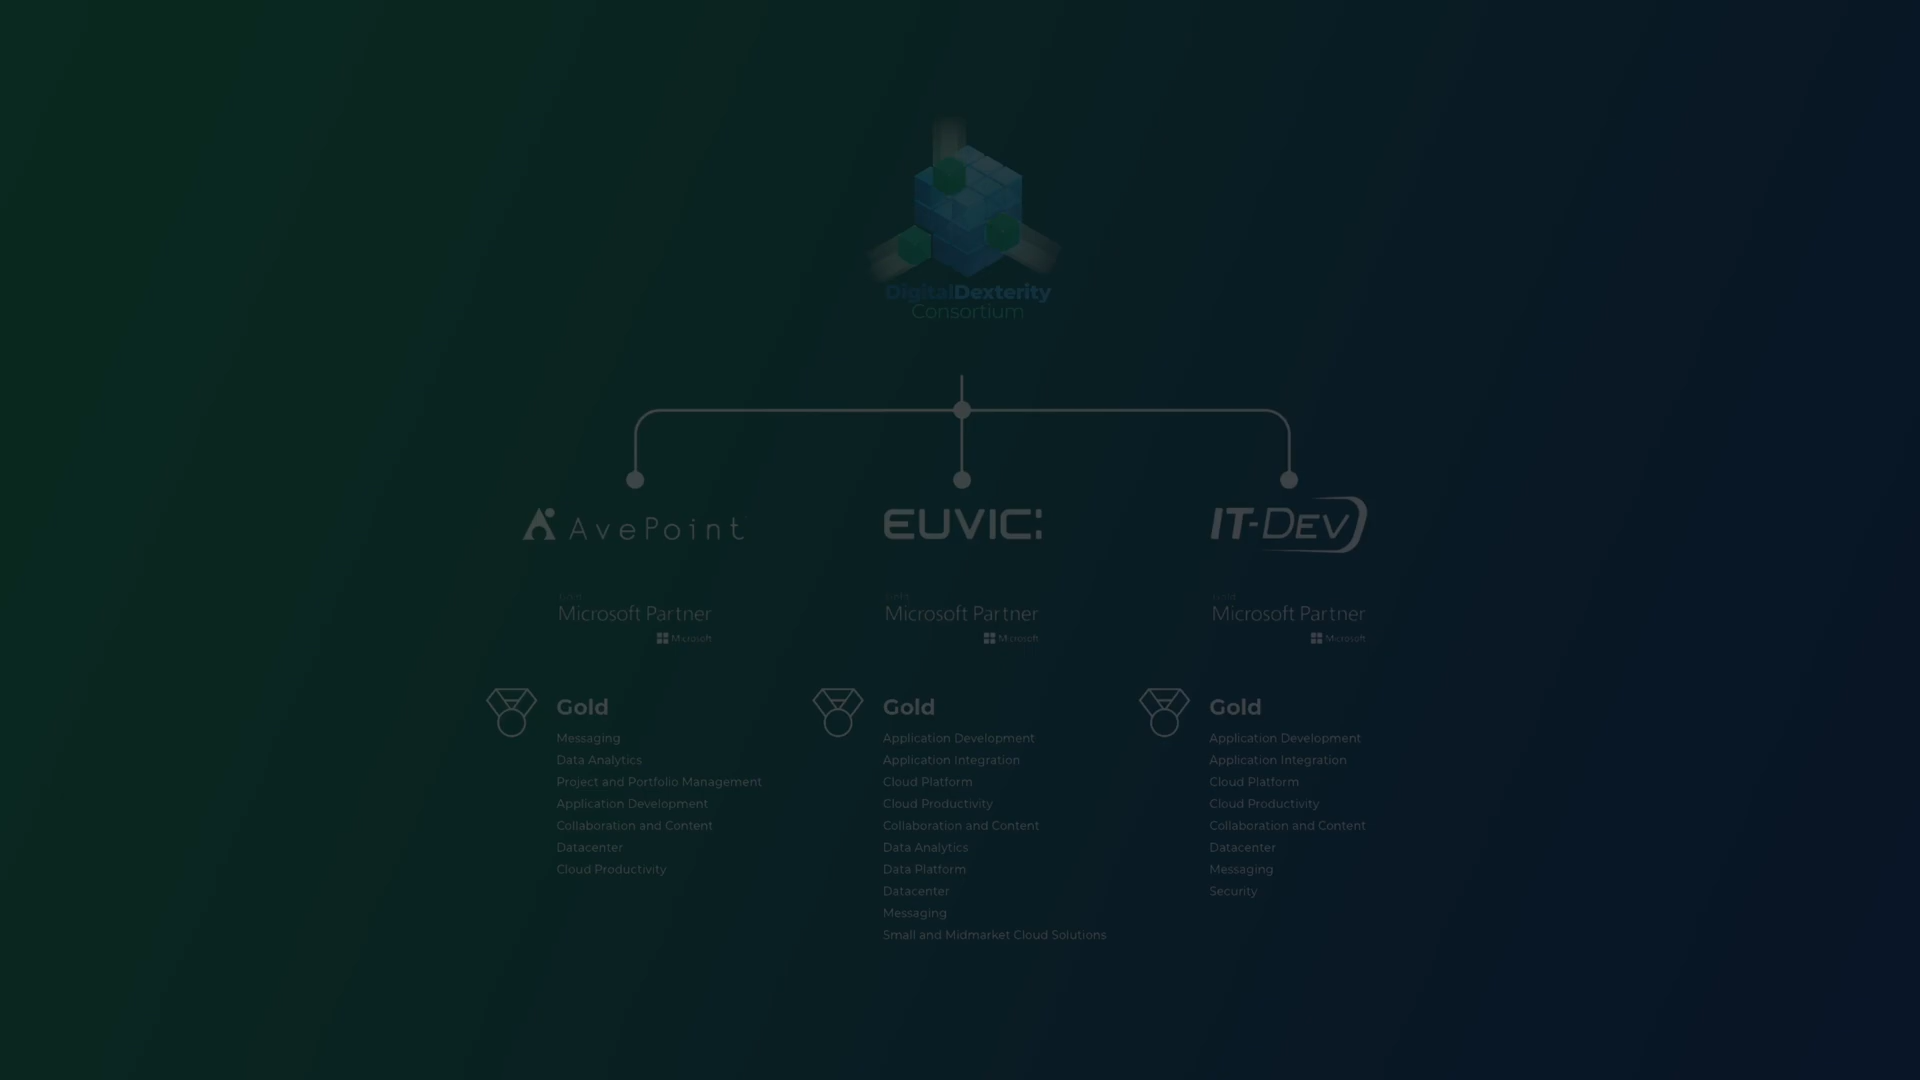 DigitalDexterity
Consortium
AvePoint
EUVIC:
IT-DEV
Microsoft Partner
Microsoft
Microsoft Partner
Microsoft
Microsoft Partner
Microsoft
Gold
Messaging
Data Analytics
Project and Portfolio Management
Application Development
Collaboration and Content
Datacenter
Cloud Productivity
Gold
Application Development
Application Integration
Cloud Platform
Cloud Productivity
Collaboration and Content
Data Analytics
Data Platform
Datacenter
Messaging
Small and Midmarket Cloud Solutions
Gold
Application Development
Application Integration
Cloud Platform
Cloud Productivity
Collaboration and Content
Datacenter
Messaging
Security